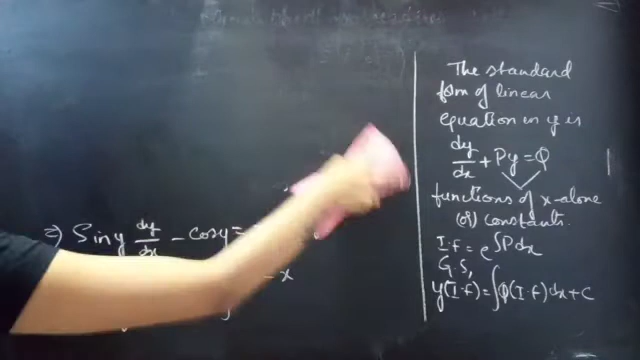 ⇒ Siny dy/dx - cosy =
- x
The standard
form of linear
equation in y is
dy/dx + Py = Q
functions of x-alone
(or) constants.
I.f = e^∫Pdx
G.S,
y(I.f) = ∫Q(I.f)dx + C